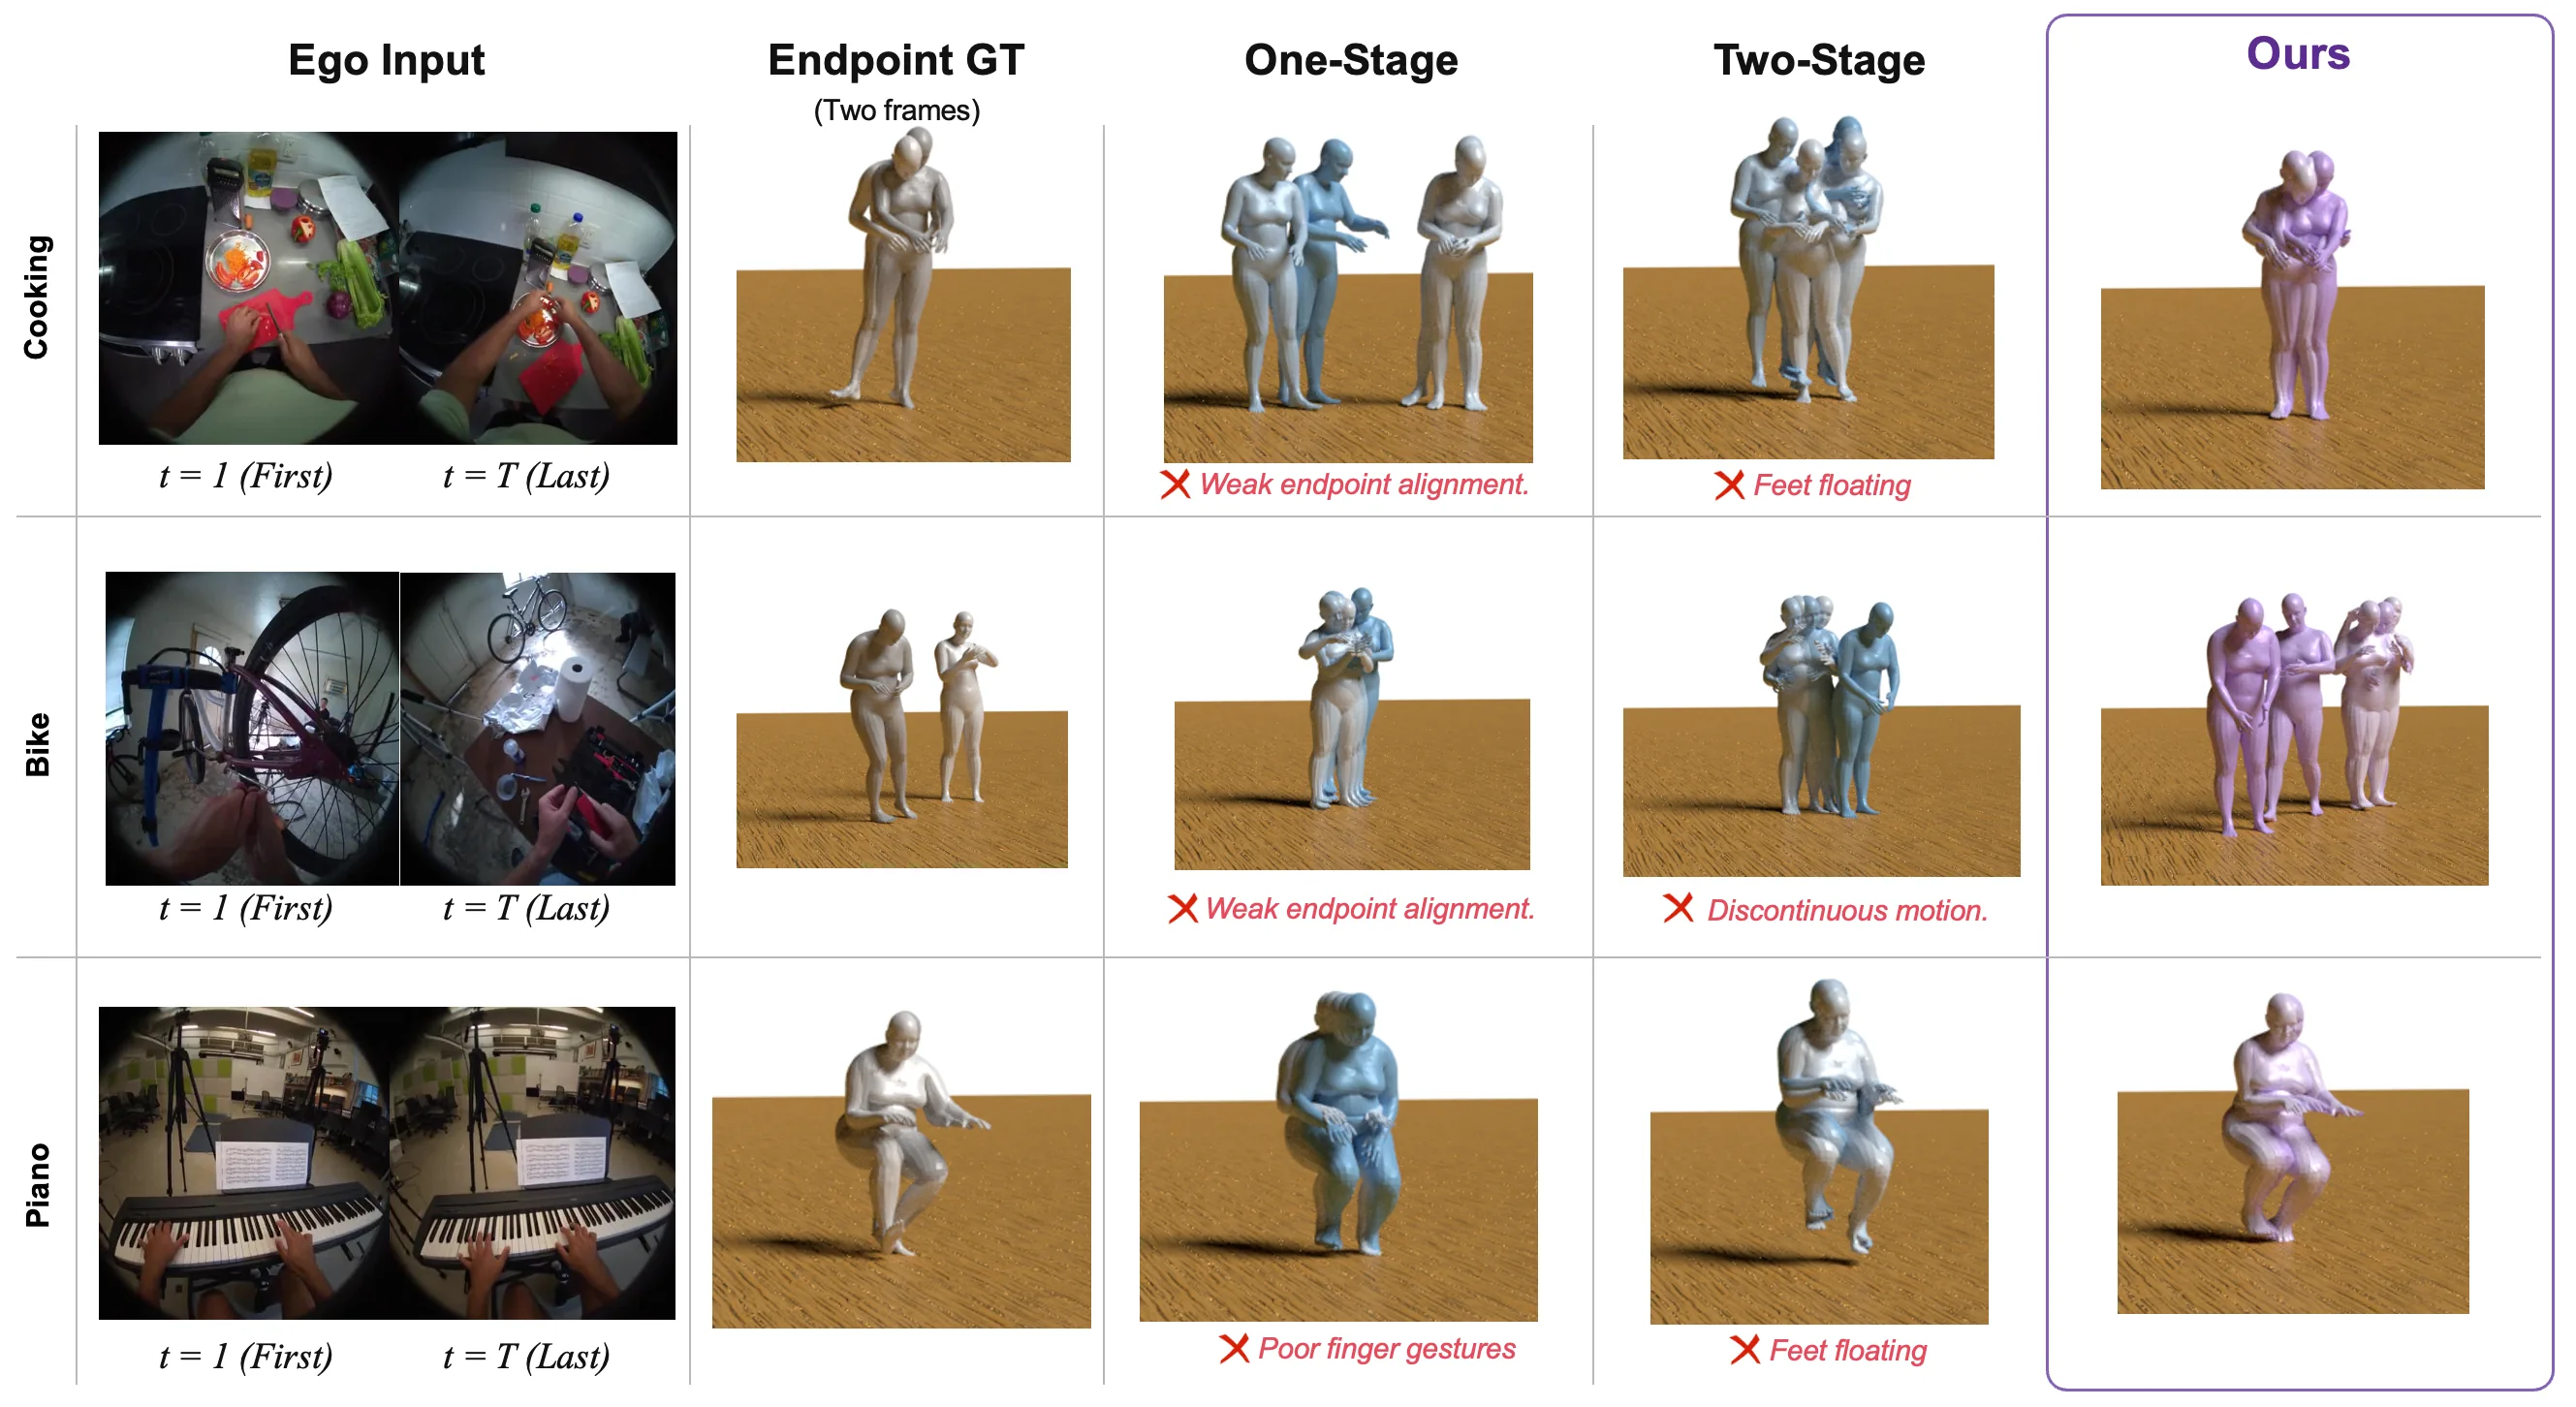 Ego Input
Endpoint GT
(Two frames)
One-Stage
Two-Stage
Ours
Cooking
t = 1 (First)
t = T (Last)
Weak endpoint alignment.
Feet floating
Bike
t = 1 (First)
t = T (Last)
Weak endpoint alignment.
Discontinuous motion.
Piano
t = 1 (First)
t = T (Last)
Poor finger gestures
Feet floating